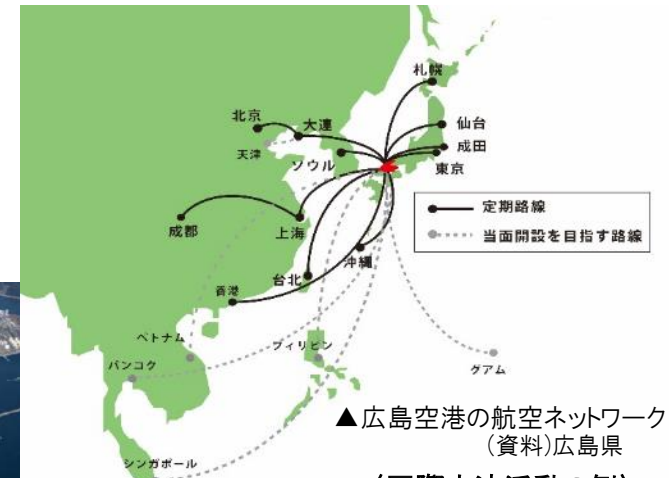 札幌
北京
大連
仙台
天津
成田
ソウル
東京
定期路線
成都
上海
当面開設を目指す路線
沖縄
台北
香港
ベトナム
フィリピン
バンコク
グアム
▲広島空港の航空ネットワーク
(資料)広島県
シンガポール